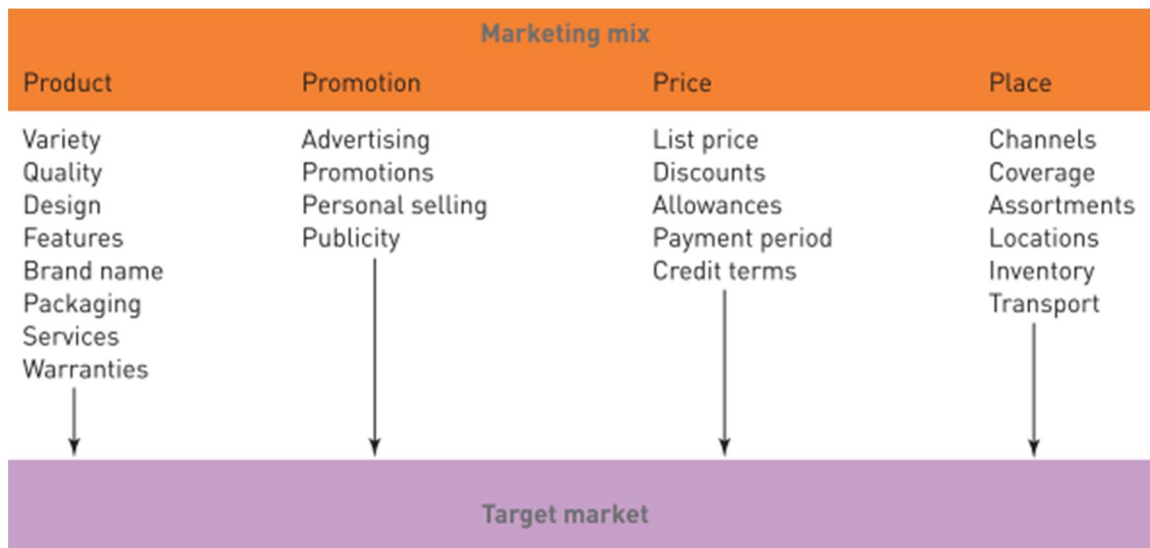 Marketing mix
Product Promotion Price Place
Variety Advertising List price Channels
Quality Promotions Discounts Coverage
Design Personal selling Allowances Assortments
Features Publicity Payment period Locations
Brand name Credit terms Inventory
Packaging Transport
Services
Warranties
Target market